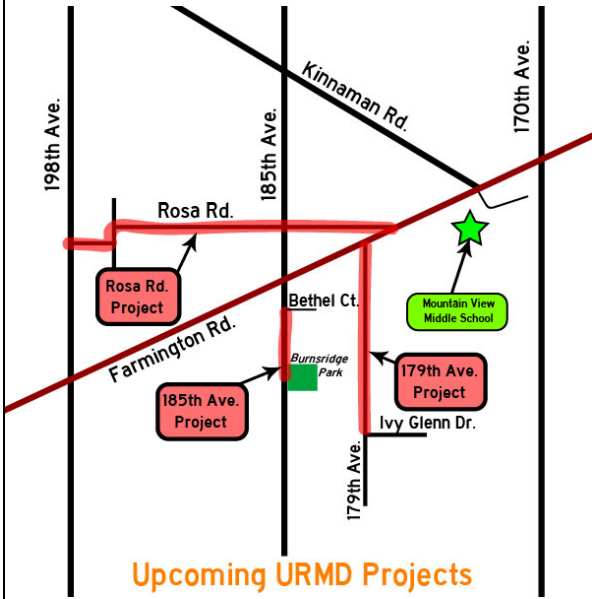 Kinnaman Rd.
170th Ave.
198th Ave.
185th Ave.
Rosa Rd.
Rosa Rd.
Project
Mountain View
Middle School
Bethel Ct.
Farmington Rd.
Burnsridge
Park
179th Ave.
Project
185th Ave.
Project
Ivy Glenn Dr.
179th Ave.
Upcoming URMD Projects